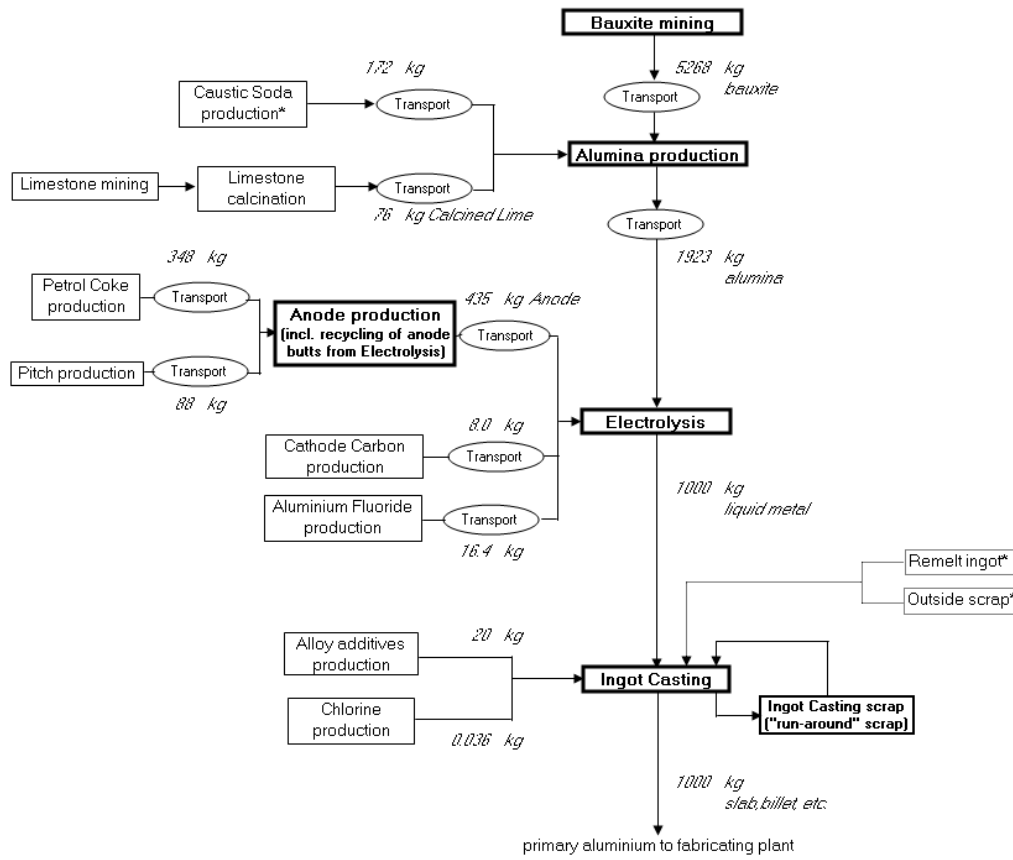 Bauxite mining
172 kg
5268 kg
bauxite
Caustic Soda
production*
Transport
Transport
Alumina production
Limestone mining
Limestone
calcination
Transport
76 kg Calcined Lime
Transport
348 kg
1923 kg
alumina
Petrol Coke
production
Transport
435 kg Anode
Anode production
(incl. recycling of anode
butts from Electrolysis)
Transport
Pitch production
Transport
88 kg
8.0 kg
Electrolysis
Cathode Carbon
production
Transport
1000 kg
liquid metal
Aluminium Fluoride
production
Transport
16.4 kg
Remelt ingot*
Outside scrap*
20 kg
Alloy additives
production
Ingot Casting
Chlorine
production
Ingot Casting scrap
("run-around" scrap)
0.036 kg
1000 kg
slab,billet, etc.
primary aluminium to fabricating plant